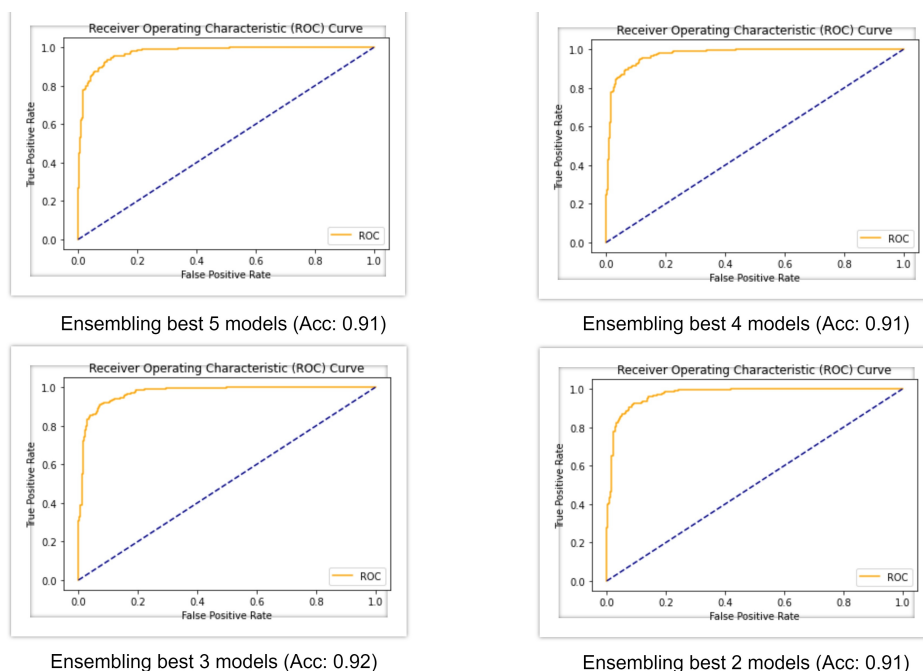 Receiver Operating Characteristic (ROC) Curve
1.0
0.8
0.6
0.4
0.2
0.0
True Positive Rate
ROC
0.0 0.2 0.4 0.6 0.8 1.0
False Positive Rate
Ensembling best 5 models (Acc: 0.91)
Receiver Operating Characteristic (ROC) Curve
1.0
0.8
0.6
0.4
0.2
0.0
True Positive Rate
ROC
0.0 0.2 0.4 0.6 0.8 1.0
False Positive Rate
Ensembling best 4 models (Acc: 0.91)
Receiver Operating Characteristic (ROC) Curve
1.0
0.8
0.6
0.4
0.2
0.0
True Positive Rate
ROC
0.0 0.2 0.4 0.6 0.8 1.0
False Positive Rate
Ensembling best 3 models (Acc: 0.92)
Receiver Operating Characteristic (ROC) Curve
1.0
0.8
0.6
0.4
0.2
0.0
True Positive Rate
ROC
0.0 0.2 0.4 0.6 0.8 1.0
False Positive Rate
Ensembling best 2 models (Acc: 0.91)